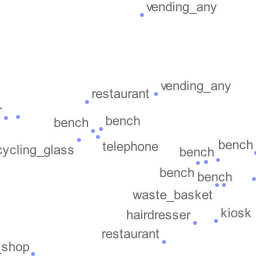 vending_any
vending_any
restaurant
bench
bench
cycling_glass
telephone
bench
bench
bench
bench
waste_basket
hairdresser
kiosk
restaurant
_shop